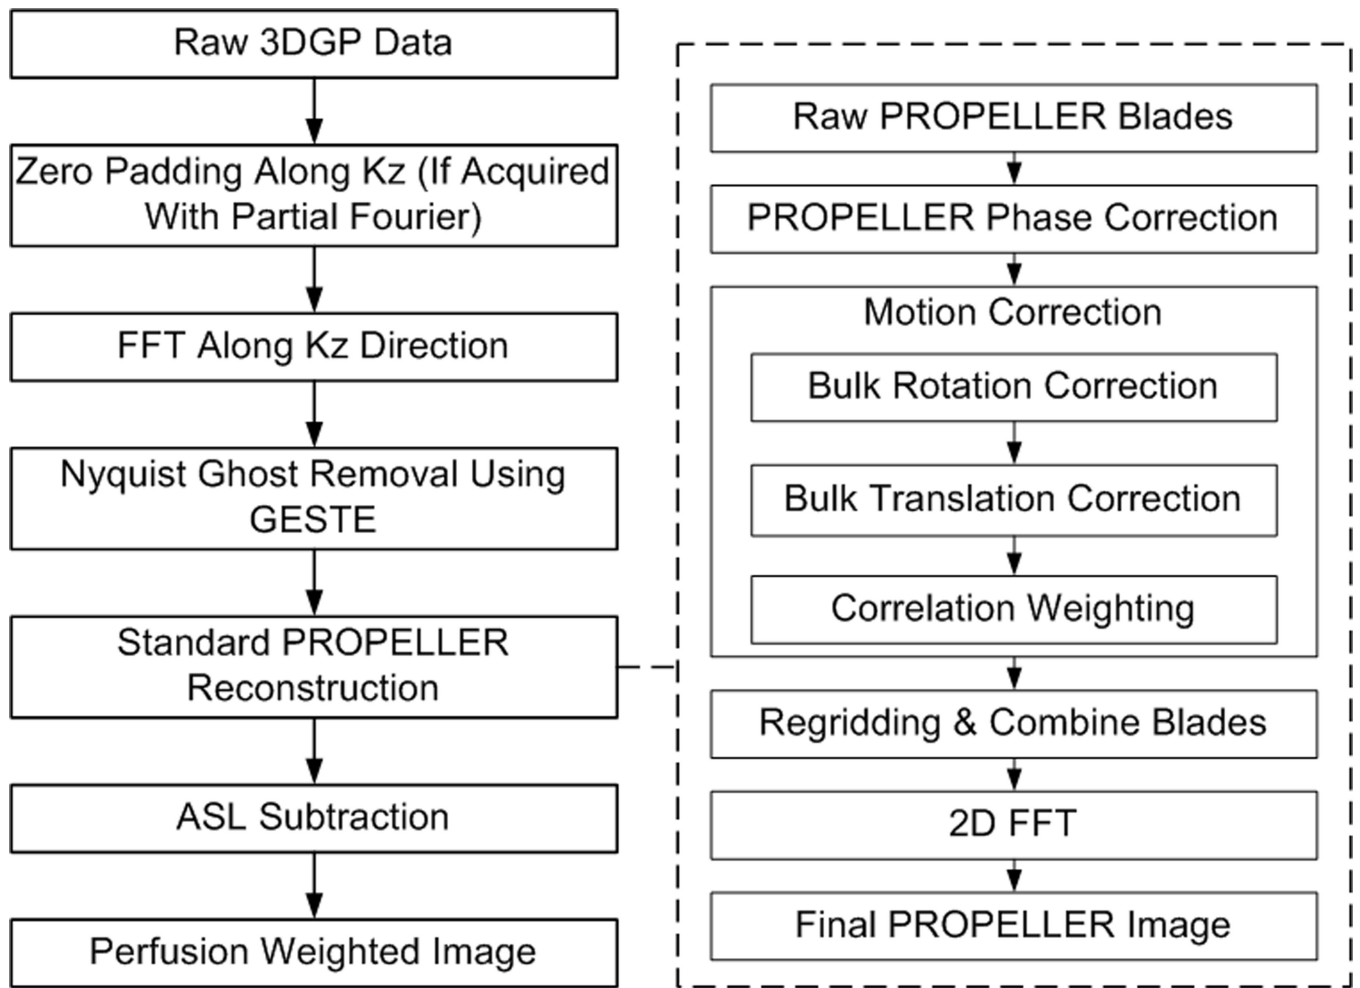 Raw 3DGP Data
Zero Padding Along Kz (If Acquired
With Partial Fourier)
FFT Along Kz Direction
Nyquist Ghost Removal Using
GESTE
Standard PROPELLER
Reconstruction
ASL Subtraction
Perfusion Weighted Image
Raw PROPELLER Blades
PROPELLER Phase Correction
Motion Correction
Bulk Rotation Correction
Bulk Translation Correction
Correlation Weighting
Regridding & Combine Blades
2D FFT
Final PROPELLER Image